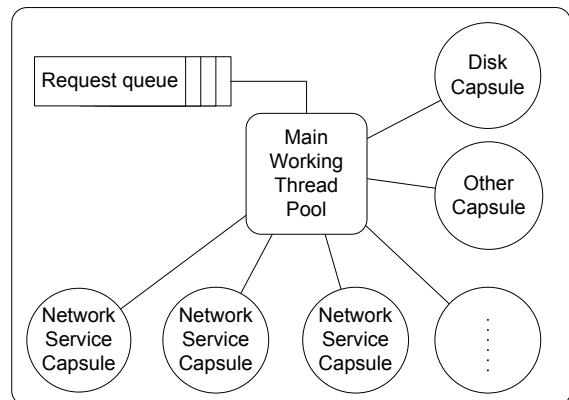 Request queue
Disk
Capsule
Main
Working
Thread
Pool
Other
Capsule
Network
Service
Capsule
Network
Service
Capsule
Network
Service
Capsule
......